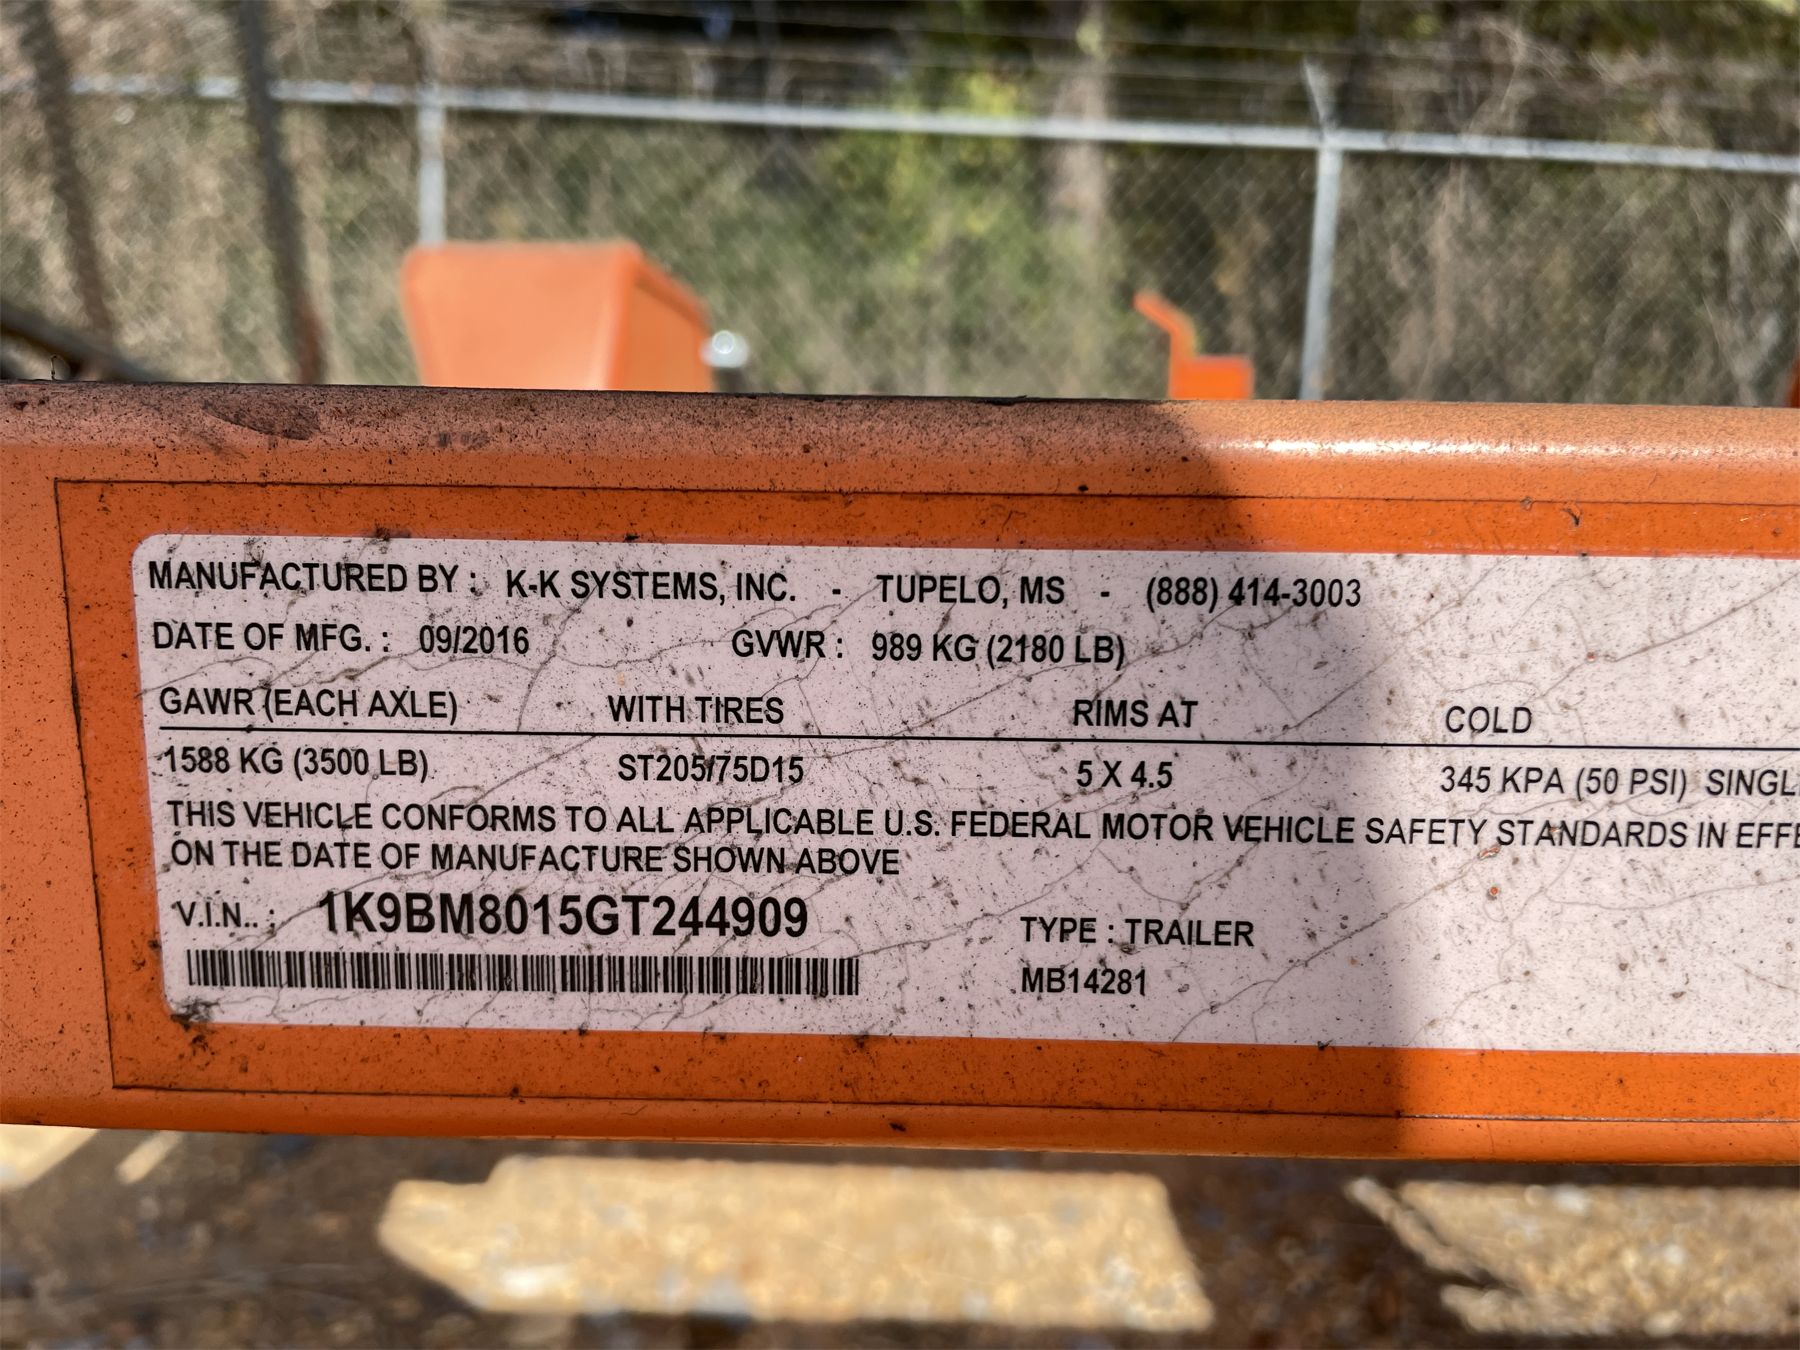 MANUFACTURED BY : K-K SYSTEMS, INC. - TUPELO, MS - (888) 414-3003
DATE OF MFG. : 09/2016 GVWR : 989 KG (2180 LB)
GAWR (EACH AXLE) WITH TIRES RIMS AT COLD
1588 KG (3500 LB) ST205/75D15 5 X 4.5 345 KPA (50 PSI) SINGL
THIS VEHICLE CONFORMS TO ALL APPLICABLE U.S. FEDERAL MOTOR VEHICLE SAFETY STANDARDS IN EFFE
ON THE DATE OF MANUFACTURE SHOWN ABOVE
V.I.N.. : 1K9BM8015GT244909 TYPE : TRAILER
MB14281